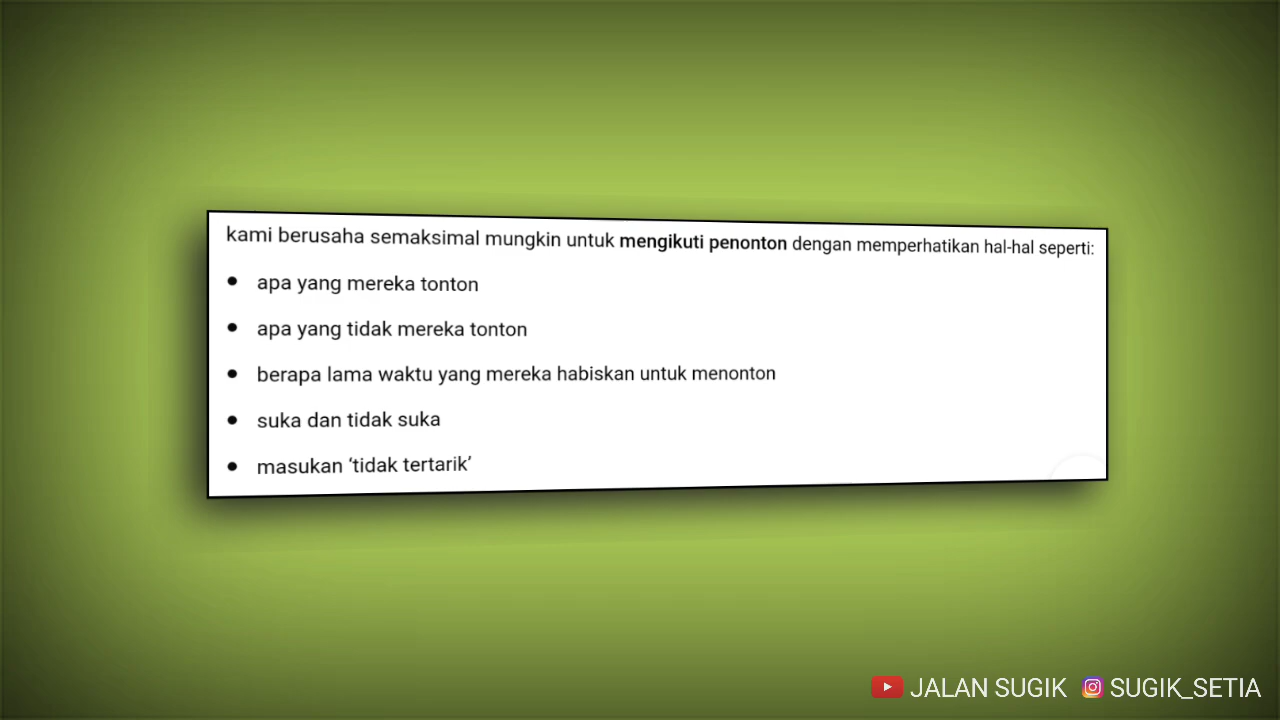 kami berusaha semaksimal mungkin untuk mengikuti penonton dengan memperhatikan hal-hal seperti:
● apa yang mereka tonton
● apa yang tidak mereka tonton
● berapa lama waktu yang mereka habiskan untuk menonton
● suka dan tidak suka
● masukan ‘tidak tertarik’
JALAN SUGIK SUGIK_SETIA